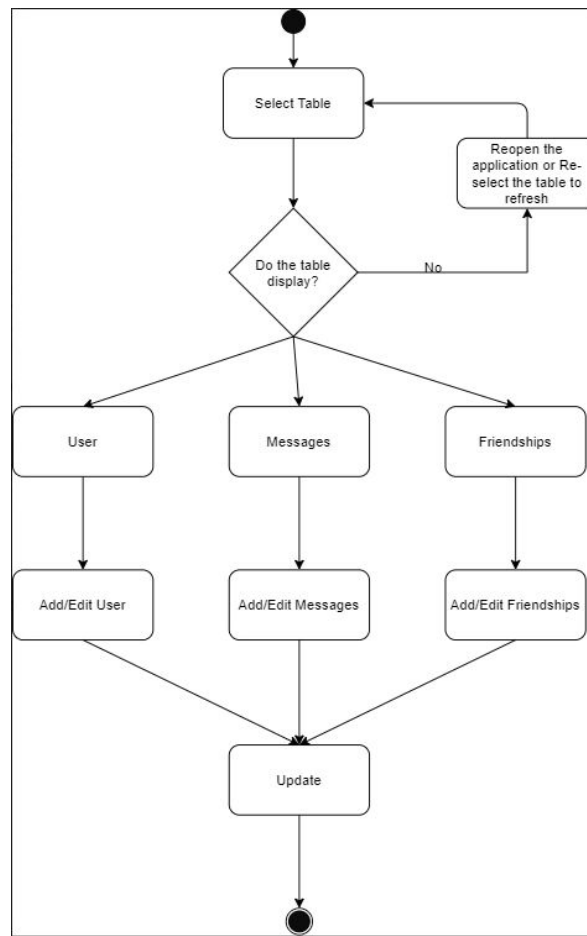 Select Table
Reopen the
application or Re-
select the table to
refresh
Do the table
display?
No
User
Messages
Friendships
Add/Edit User
Add/Edit Messages
Add/Edit Friendships
Update